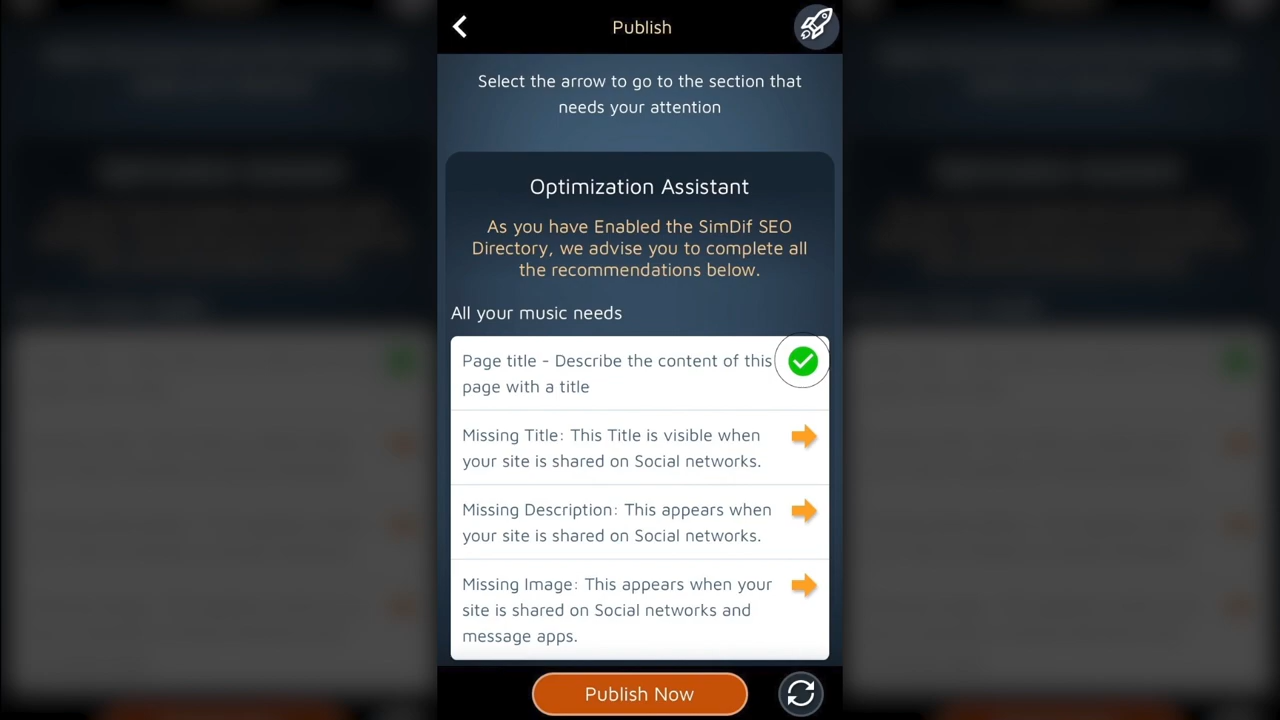 Publish
Select the arrow to go to the section that
needs your attention
Optimization Assistant
As you have Enabled the SimDif SEO
Directory, we advise you to complete all
the recommendations below.
All your music needs
Page title - Describe the content of this
page with a title
Missing Title: This Title is visible when
your site is shared on Social networks.
Missing Description: This appears when
your site is shared on Social networks.
Missing Image: This appears when your
site is shared on Social networks and
message apps.
Publish Now